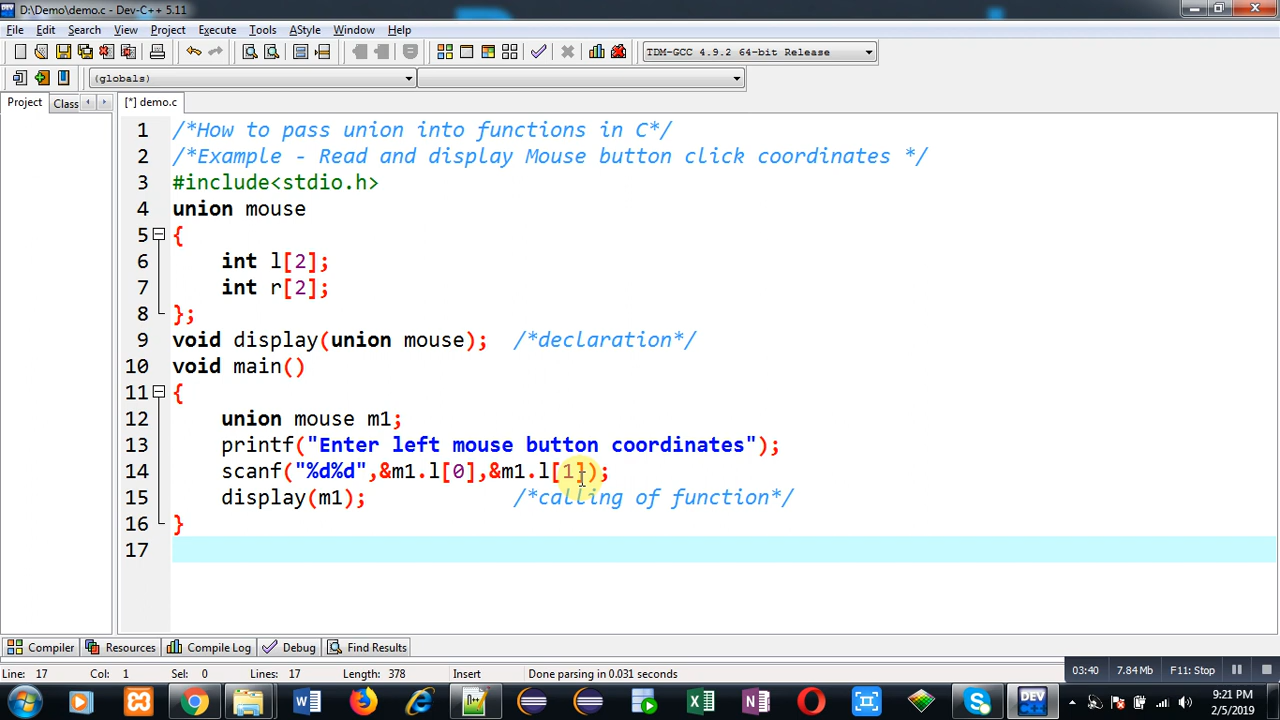 D:\Demo\demo.c - Dev-C++ 5.11
File Edit Search View Project Execute Tools AStyle Window Help
TDM-GCC 4.9.2 64-bit Release
(globals)
Project Class [*] demo.c
1 /*How to pass union into functions in C*/
2 /*Example - Read and display Mouse button click coordinates */
3 #include<stdio.h>
4 union mouse
5 {
6 int l[2];
7 int r[2];
8 };
9 void display(union mouse); /*declaration*/
10 void main()
11 {
12 union mouse m1;
13 printf("Enter left mouse button coordinates");
14 scanf("%d%d",&m1.l[0],&m1.l[1]);
15 display(m1); /*calling of function*/
16 }
17
Compiler Resources Compile Log Debug Find Results
Line: 17 Col: 1 Sel: 0 Lines: 17 Length: 378 Insert Done parsing in 0.031 seconds
03:40 7.84 Mb F11: Stop
DEV
9:21 PM
2/5/2019